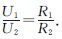 U₁/U₂ = R₁/R₂.